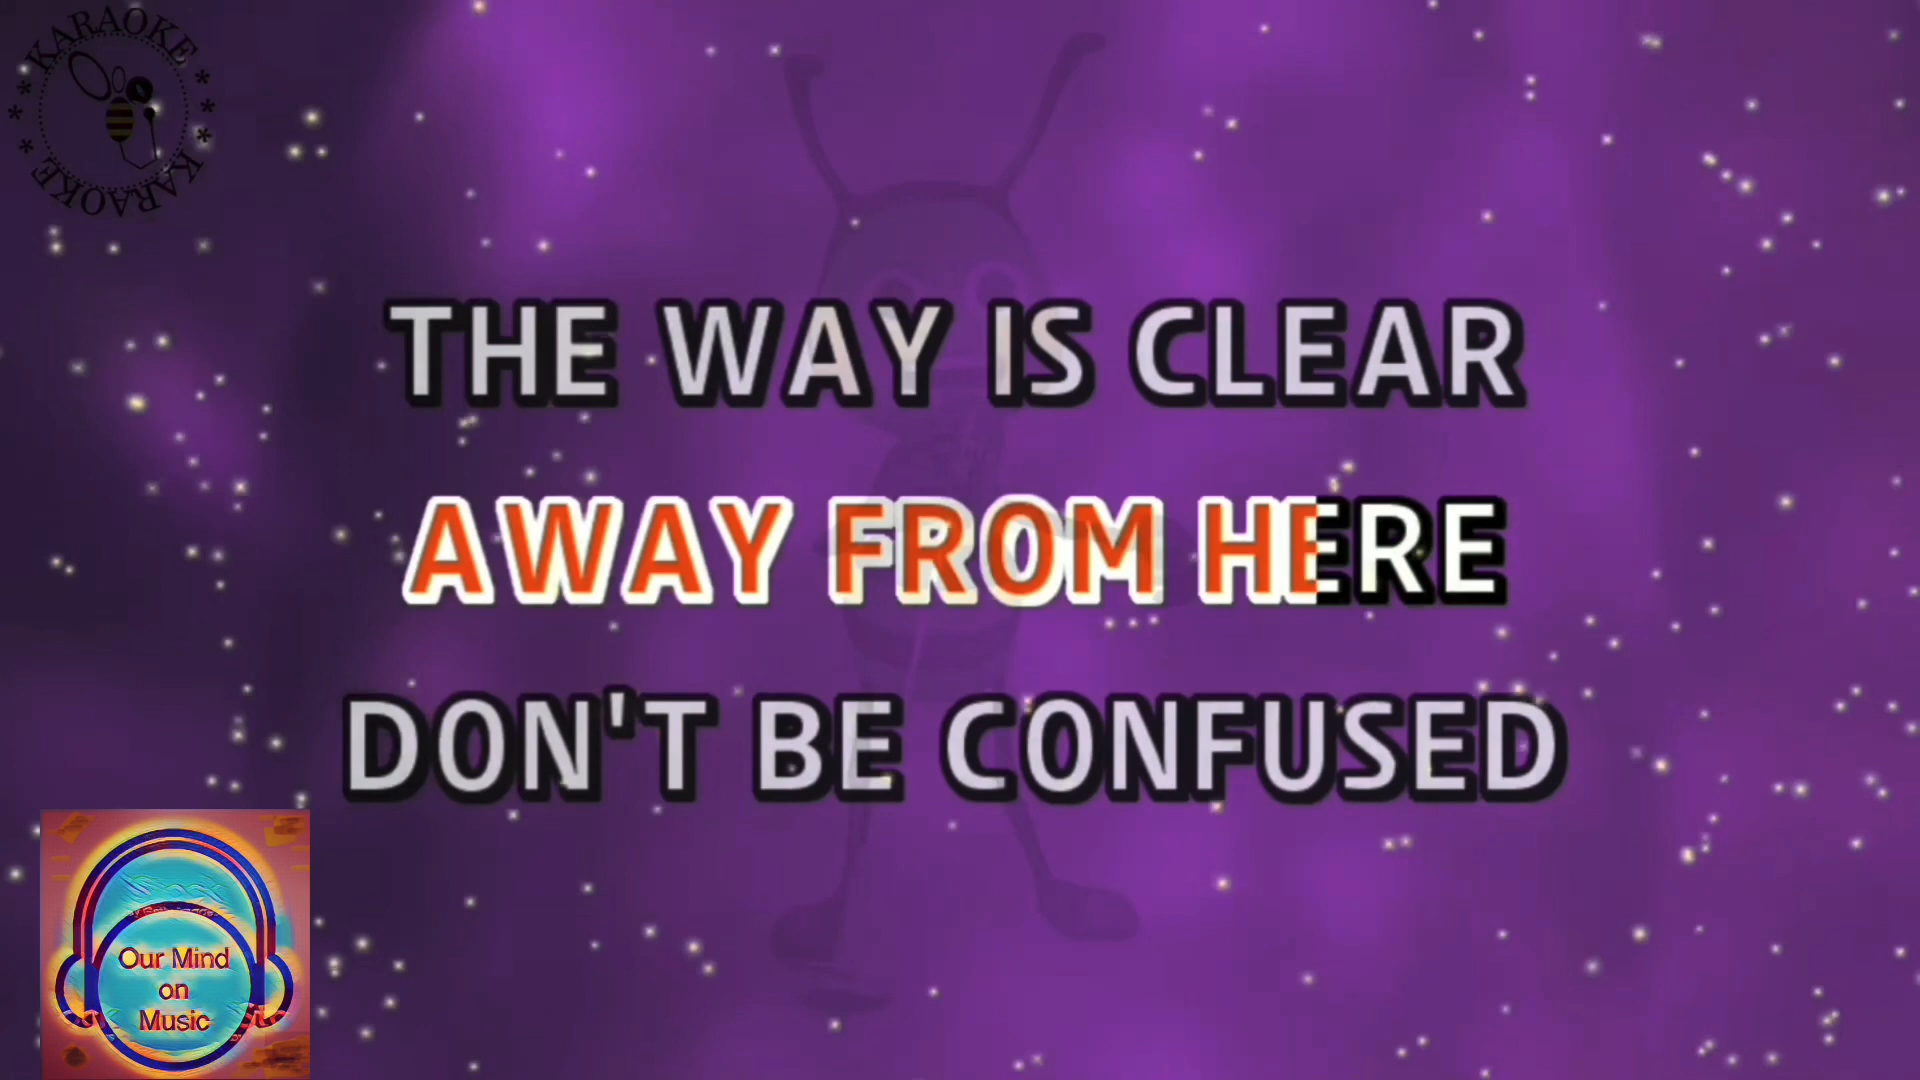 KARAOKE
KARAOKE
THE WAY IS CLEAR
AWAY FROM HERE
DON'T BE CONFUSED
Our Mind
on
Music